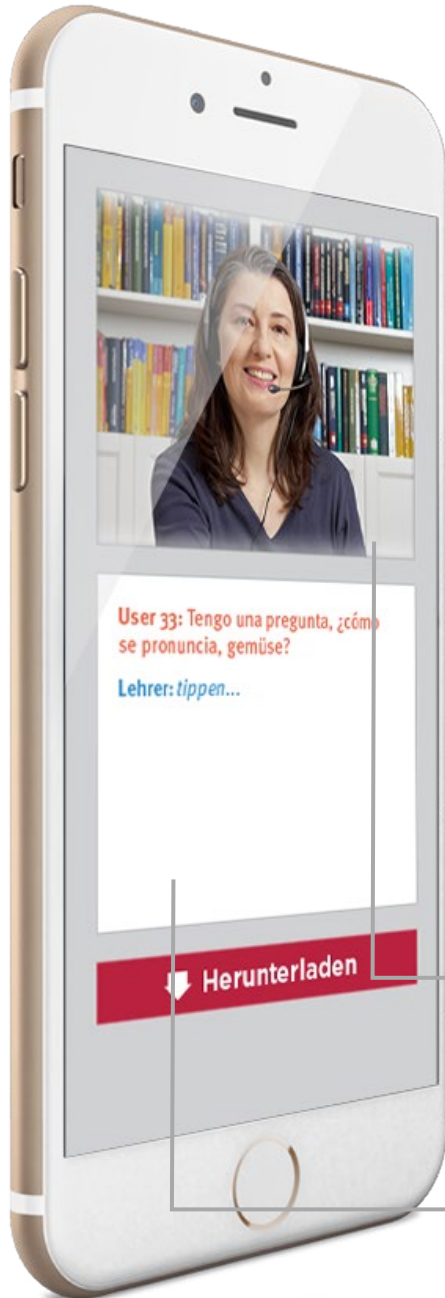 User 33: Tengo una pregunta, ¿cómo
se pronuncia, gemüse?
Lehrer: tippen...
Herunterladen